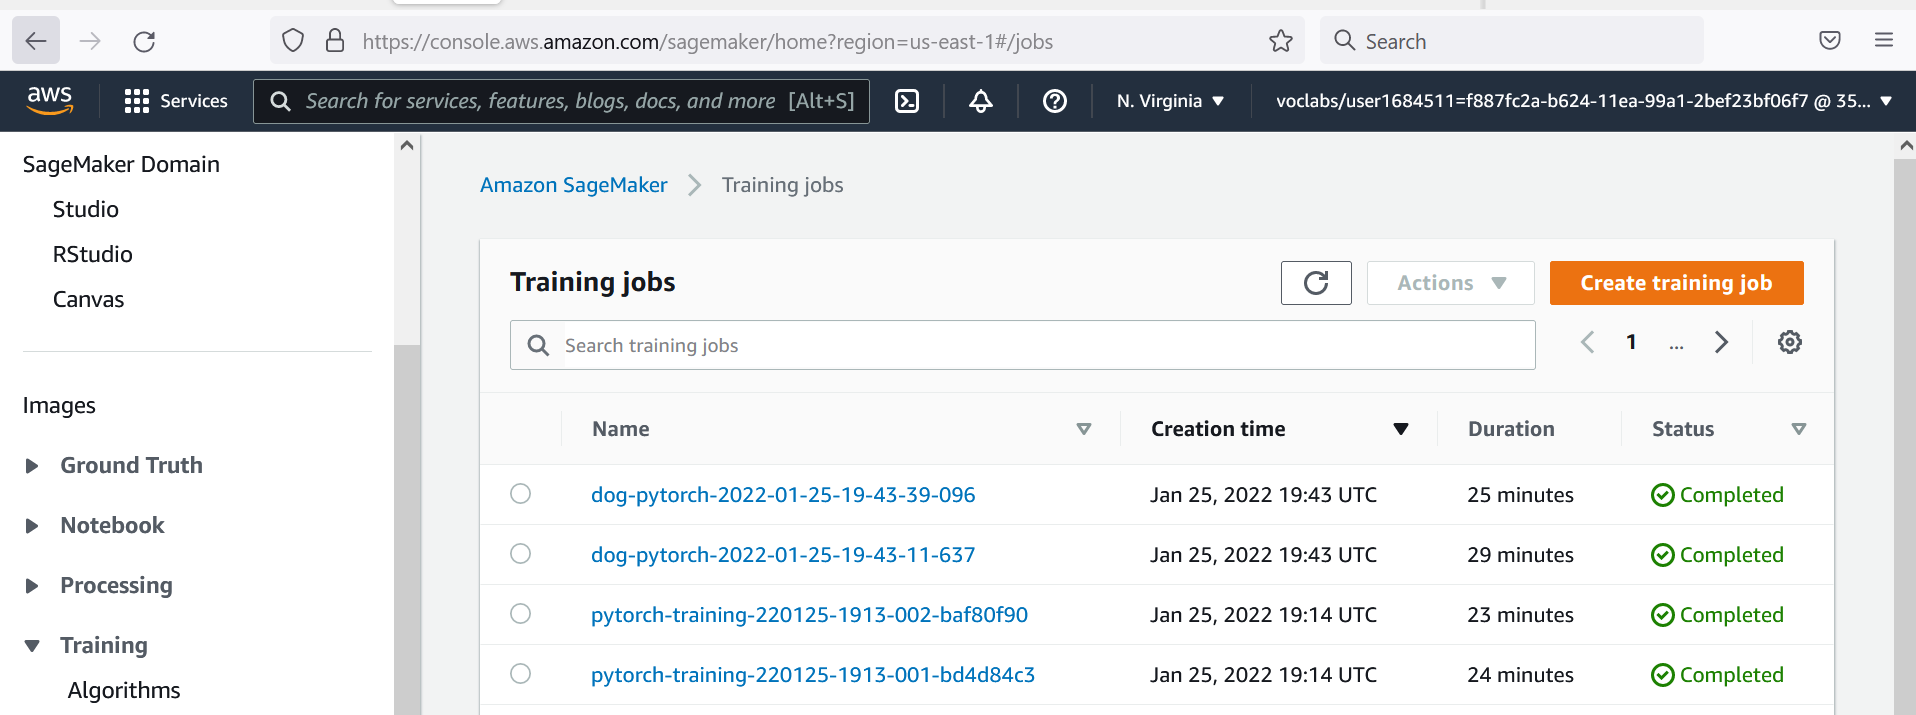 https://console.aws.amazon.com/sagemaker/home?region=us-east-1#/jobs
Search
aws
Services
Search for services, features, blogs, docs, and more [Alt+S]
N. Virginia
voclabs/user1684511=f887fc2a-b624-11ea-99a1-2bef23bf06f7 @ 35...
SageMaker Domain
Studio
RStudio
Canvas
Images
Ground Truth
Notebook
Processing
Training
Algorithms
Amazon SageMaker > Training jobs
Training jobs
Actions
Create training job
Search training jobs
1 ...
Name Creation time Duration Status
dog-pytorch-2022-01-25-19-43-39-096 Jan 25, 2022 19:43 UTC 25 minutes Completed
dog-pytorch-2022-01-25-19-43-11-637 Jan 25, 2022 19:43 UTC 29 minutes Completed
pytorch-training-220125-1913-002-baf80f90 Jan 25, 2022 19:14 UTC 23 minutes Completed
pytorch-training-220125-1913-001-bd4d84c3 Jan 25, 2022 19:14 UTC 24 minutes Completed